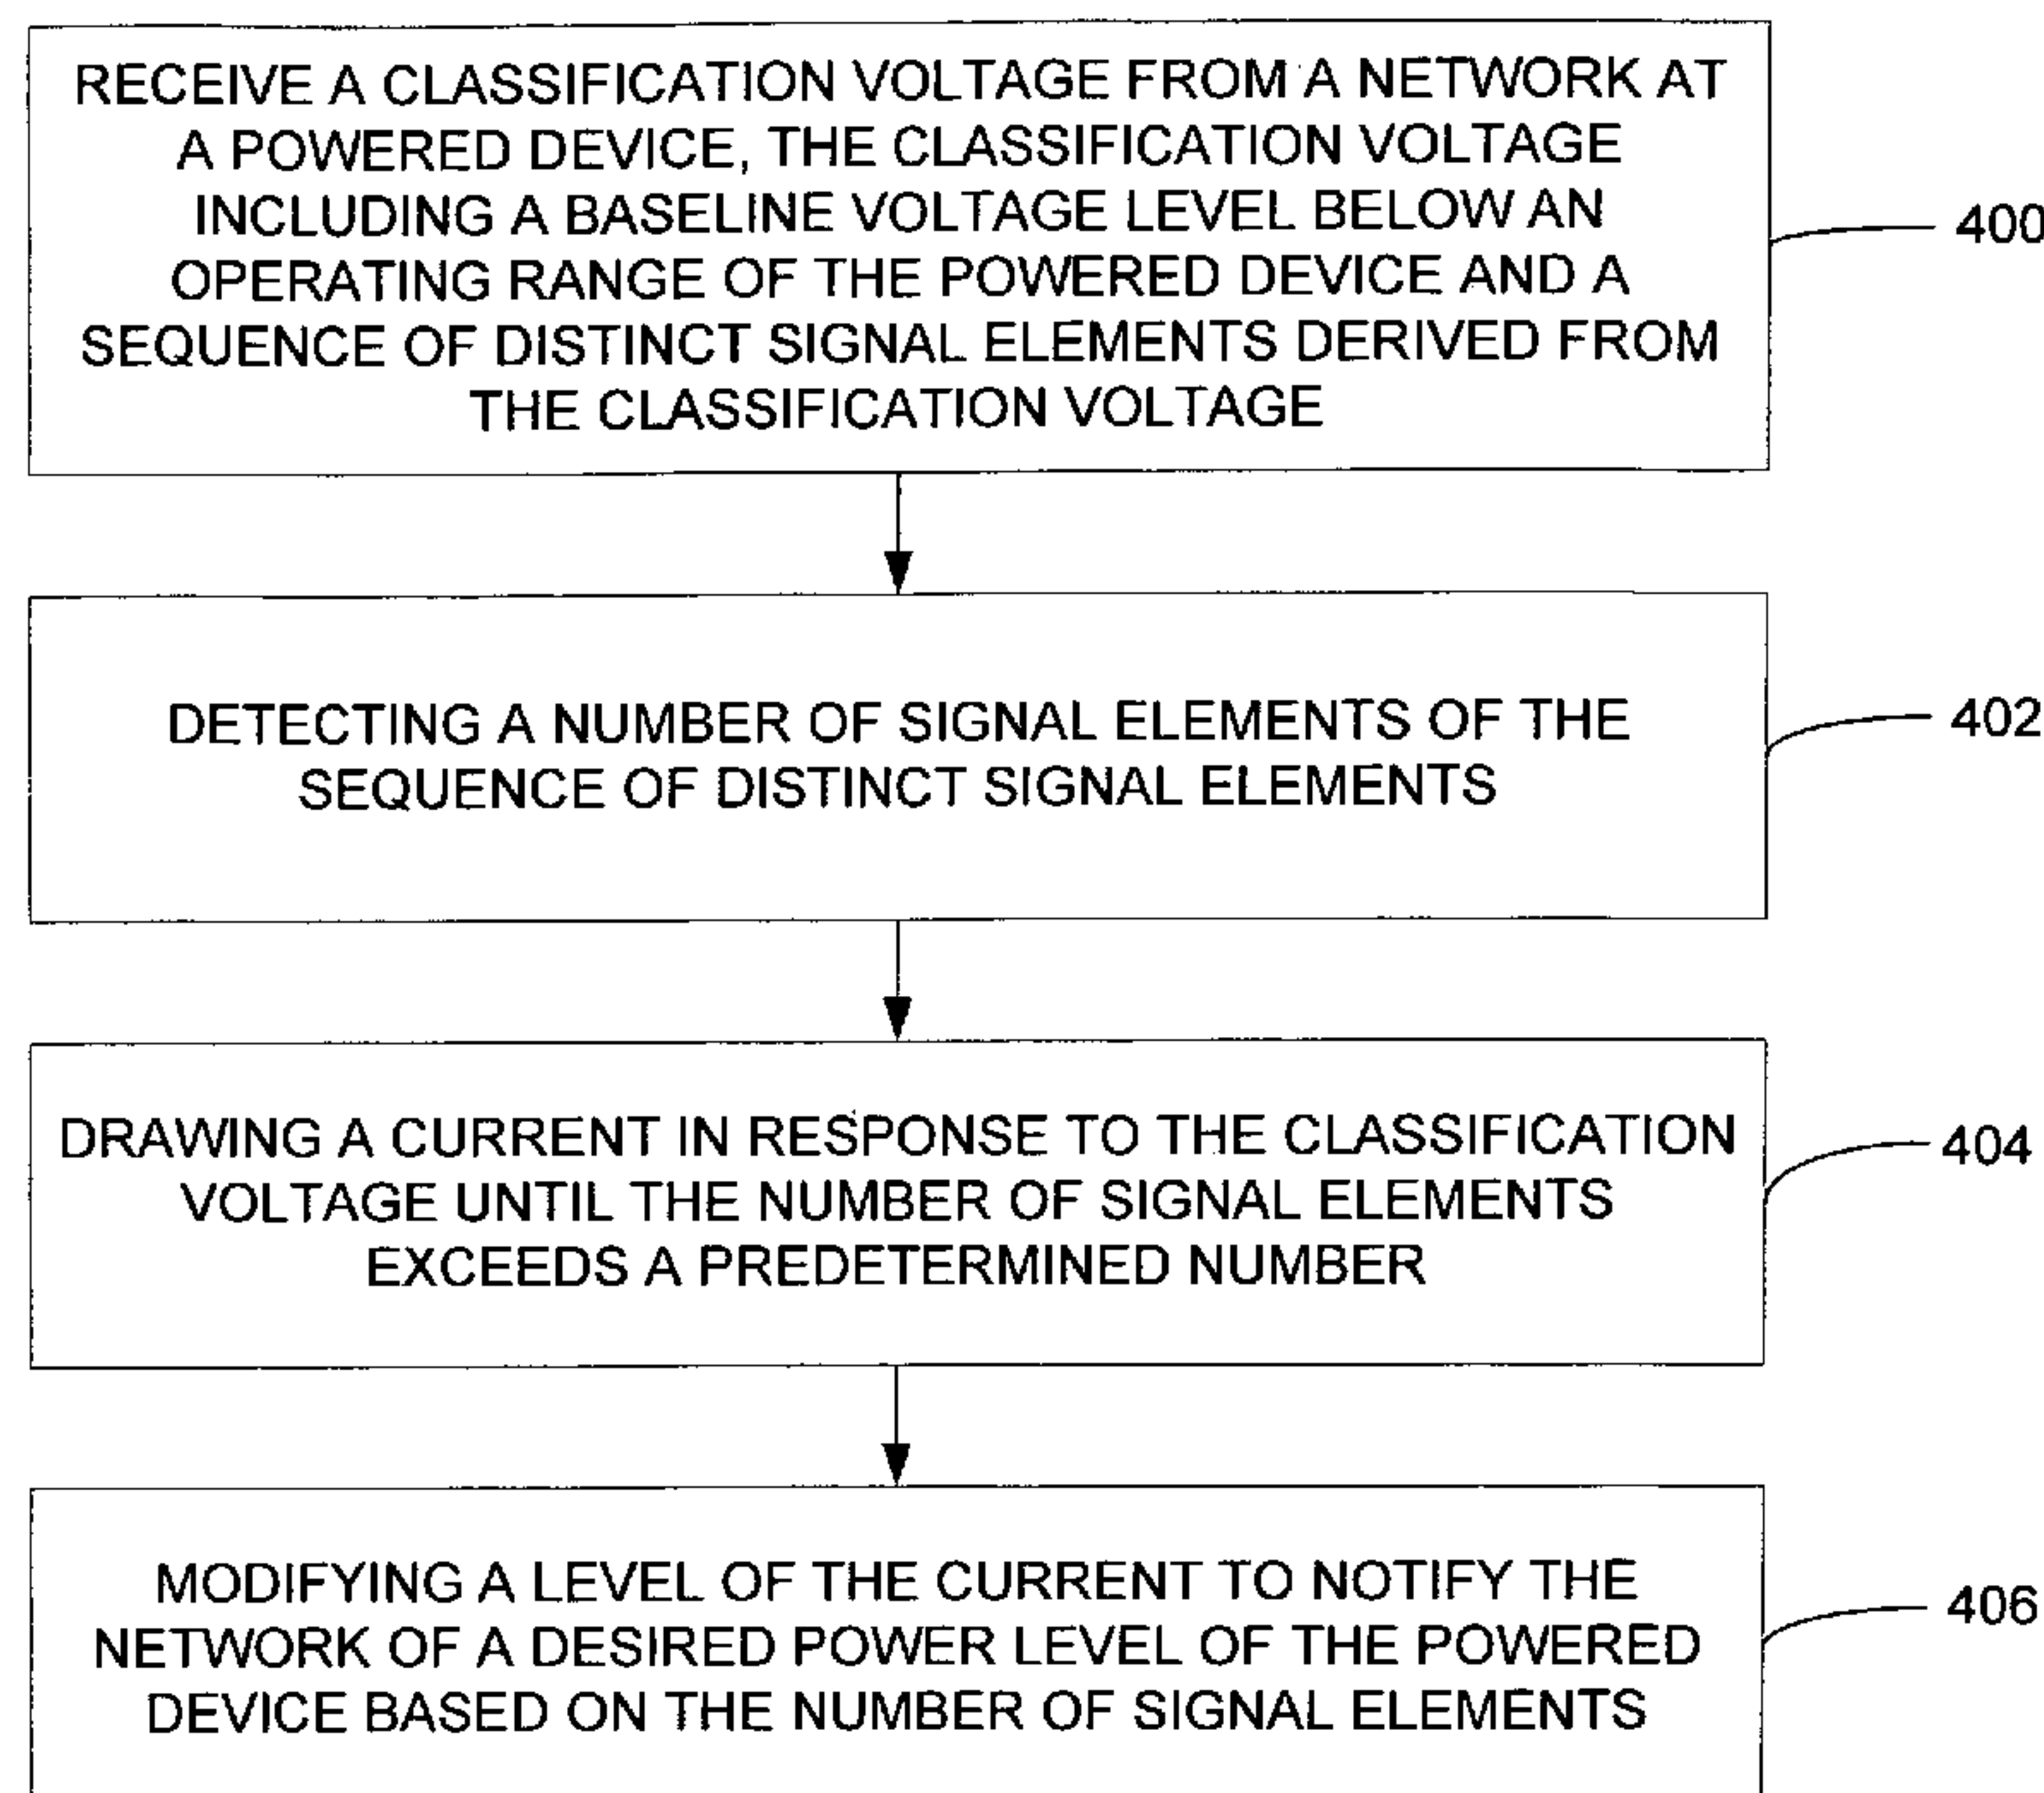 RECEIVE A CLASSIFICATION VOLTAGE FROM A NETWORK AT
A POWERED DEVICE, THE CLASSIFICATION VOLTAGE
INCLUDING A BASELINE VOLTAGE LEVEL BELOW AN
OPERATING RANGE OF THE POWERED DEVICE AND A
SEQUENCE OF DISTINCT SIGNAL ELEMENTS DERIVED FROM
THE CLASSIFICATION VOLTAGE
400
DETECTING A NUMBER OF SIGNAL ELEMENTS OF THE
SEQUENCE OF DISTINCT SIGNAL ELEMENTS
402
DRAWING A CURRENT IN RESPONSE TO THE CLASSIFICATION
VOLTAGE UNTIL THE NUMBER OF SIGNAL ELEMENTS
EXCEEDS A PREDETERMINED NUMBER
404
MODIFYING A LEVEL OF THE CURRENT TO NOTIFY THE
NETWORK OF A DESIRED POWER LEVEL OF THE POWERED
DEVICE BASED ON THE NUMBER OF SIGNAL ELEMENTS
406